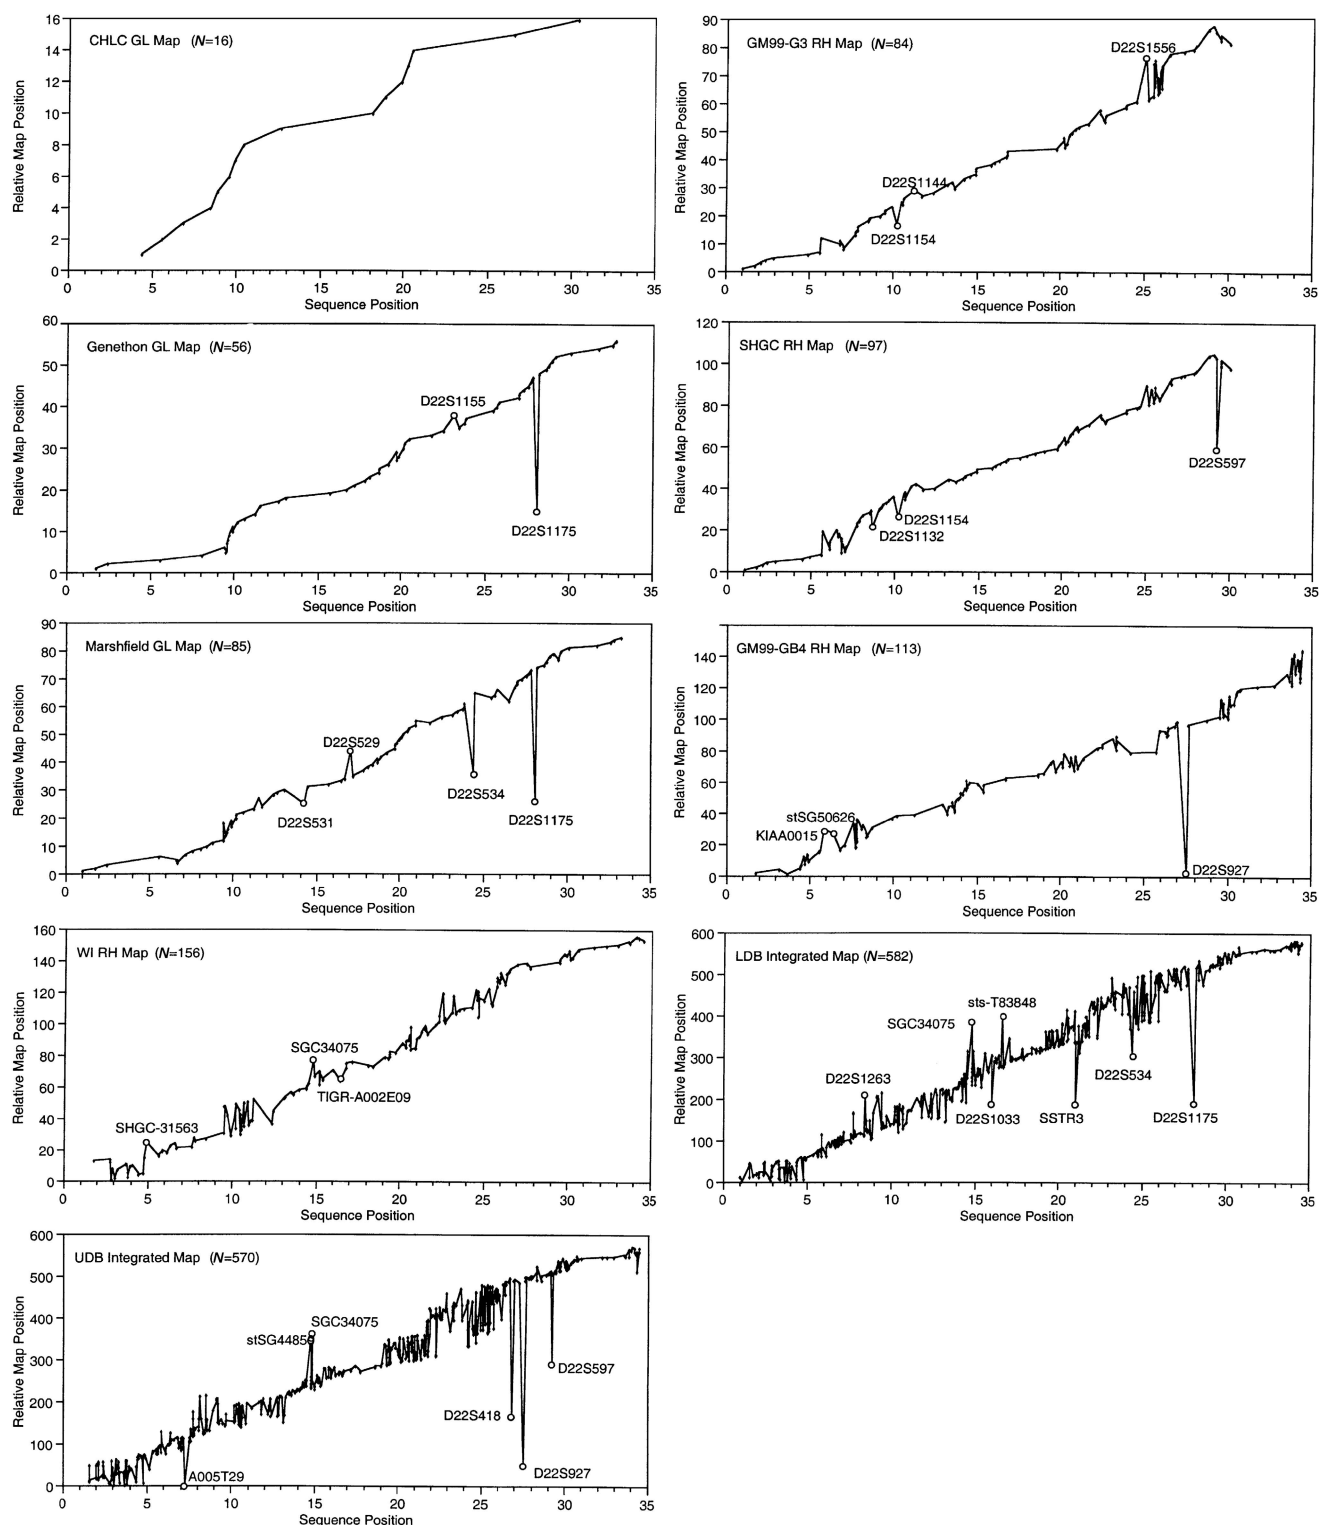 CHLC GL Map (N=16)
Relative Map Position
16
14
12
10
8
6
4
2
0
0 5 10 15 20 25 30 35
Sequence Position
GM99-G3 RH Map (N=84)
Relative Map Position
90
80
70
60
50
40
30
20
10
0
D22S1556
D22S1144
D22S1154
0 5 10 15 20 25 30 35
Sequence Position
Genethon GL Map (N=56)
Relative Map Position
60
50
40
30
20
10
0
D22S1155
D22S1175
0 5 10 15 20 25 30 35
Sequence Position
SHGC RH Map (N=97)
Relative Map Position
120
100
80
60
40
20
0
D22S597
D22S1154
D22S1132
0 5 10 15 20 25 30 35
Sequence Position
Marshfield GL Map (N=85)
Relative Map Position
90
80
70
60
50
40
30
20
10
0
D22S529
D22S534
D22S531
D22S1175
0 5 10 15 20 25 30 35
Sequence Position
GM99-GB4 RH Map (N=113)
Relative Map Position
140
120
100
80
60
40
20
0
stSG50626
KIAA0015
D22S927
0 5 10 15 20 25 30 35
Sequence Position
WI RH Map (N=156)
Relative Map Position
160
140
120
100
80
60
40
20
0
SGC34075
TIGR-A002E09
SHGC-31563
0 5 10 15 20 25 30 35
Sequence Position
LDB Integrated Map (N=582)
Relative Map Position
600
500
400
300
200
100
0
sts-T83848
SGC34075
D22S1263
D22S534
D22S1033
SSTR3
D22S1175
0 5 10 15 20 25 30 35
Sequence Position
UDB Integrated Map (N=570)
Relative Map Position
600
500
400
300
200
100
0
SGC34075
D22S597
D22S418
D22S927
A005T29
0 5 10 15 20 25 30 35
Sequence Position